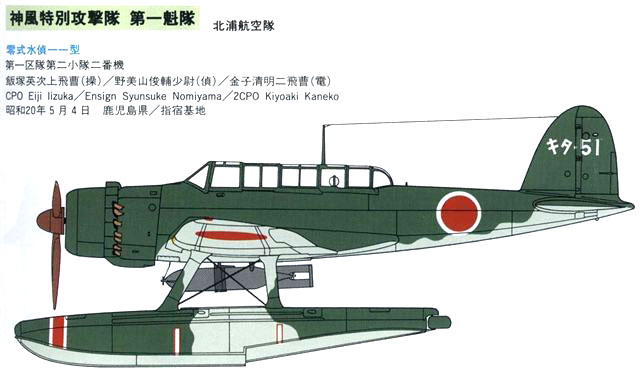 神風特別攻撃隊 第一魁隊 北浦航空隊
零式水偵一一型
第一区隊第二小隊二番機
飯塚英次上飛曹(操)／野美山俊輔少尉(偵)／金子清明二飛曹(電)
CPO Eiji Iizuka／Ensign Syunsuke Nomiyama／2CPO Kiyoaki Kaneko
昭和20年5月4日 鹿児島県／指宿基地
キタ-51